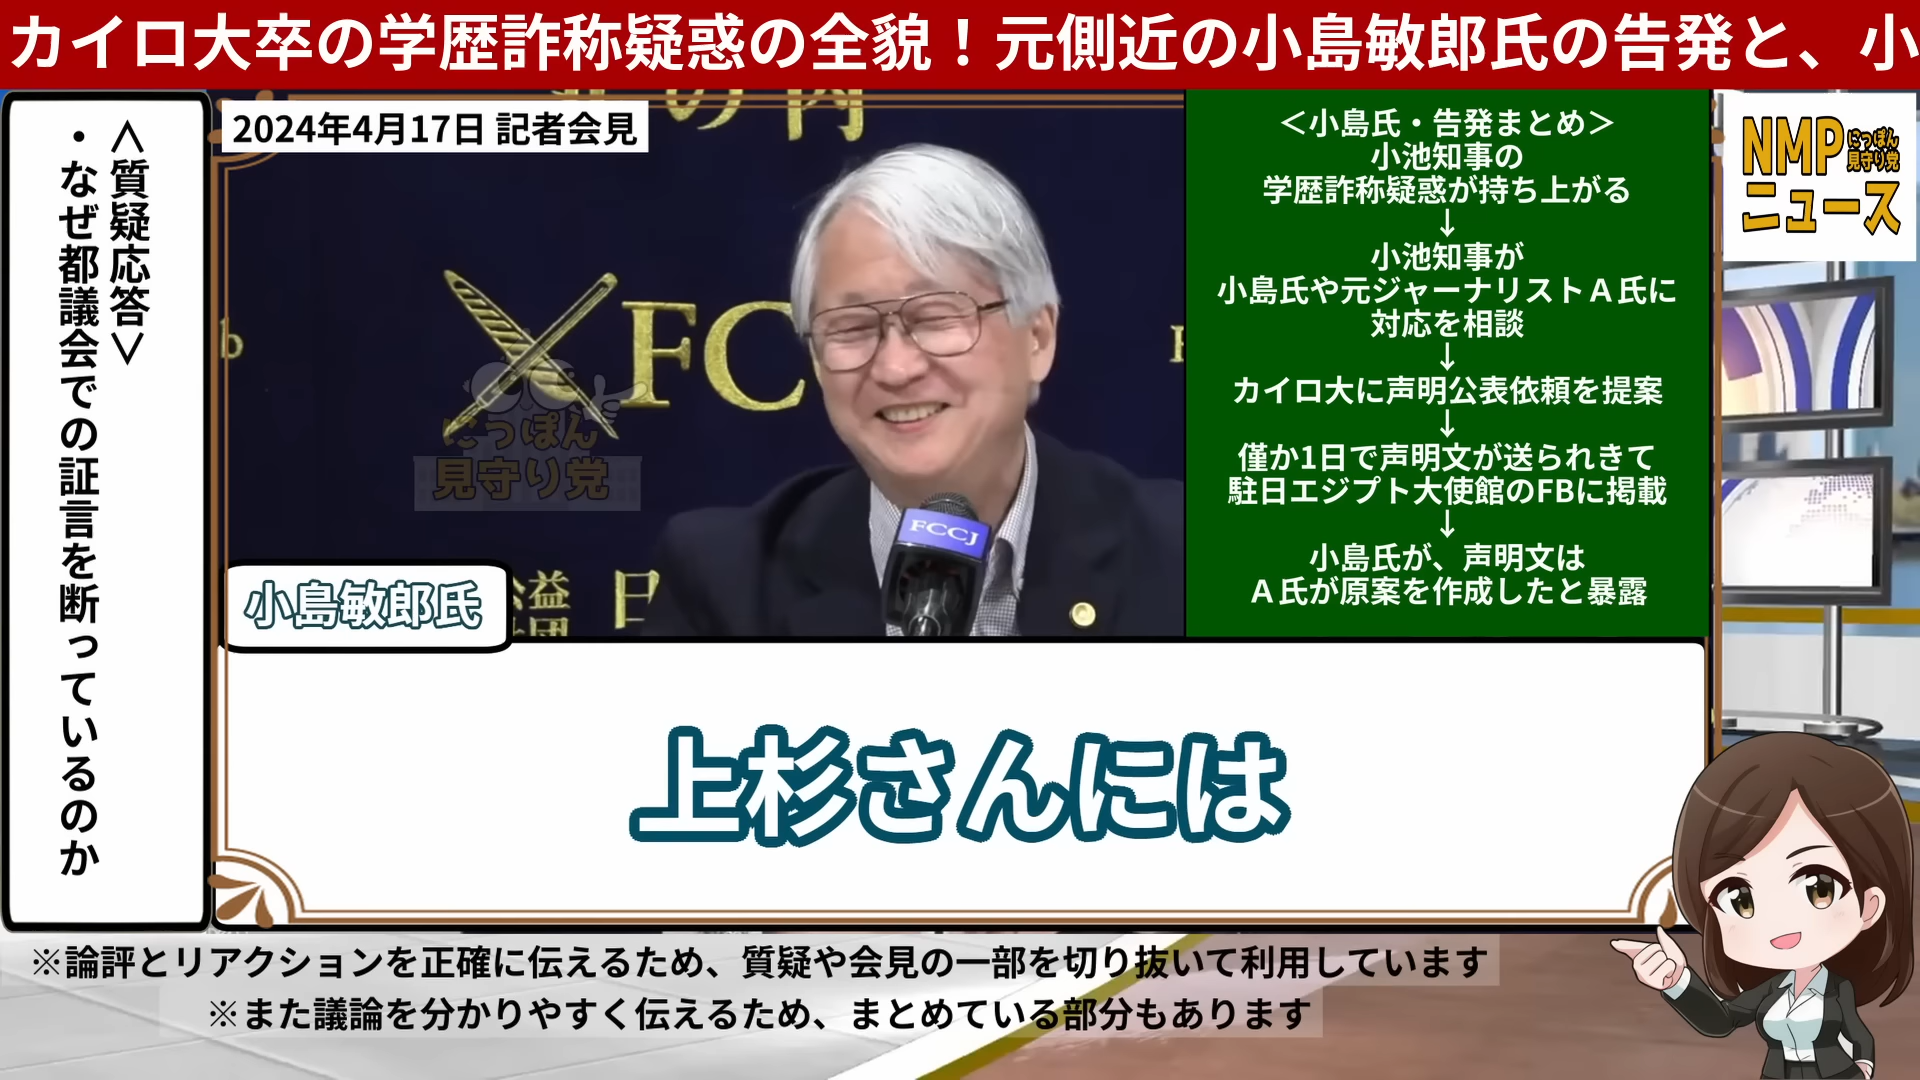 カイロ大卒の学歴詐称疑惑の全貌！元側近の小島敏郎氏の告発と、小
＜質疑応答＞
・なぜ都議会での証言を断っているのか
2024年4月17日 記者会見
の内
FCC
にっぽん
見守り党
FCCJ
公益
日
小島敏郎氏
＜小島氏・告発まとめ＞
小池知事の
学歴詐称疑惑が持ち上がる
↓
小池知事が
小島氏や元ジャーナリストＡ氏に
対応を相談
↓
カイロ大に声明公表依頼を提案
↓
僅か1日で声明文が送られきて
駐日エジプト大使館のFBに掲載
↓
小島氏が、声明文は
Ａ氏が原案を作成したと暴露
NMP
にっぽん
見守り党
ニュース
上杉さんには
※論評とリアクションを正確に伝えるため、質疑や会見の一部を切り抜いて利用しています
※また議論を分かりやすく伝えるため、まとめている部分もあります